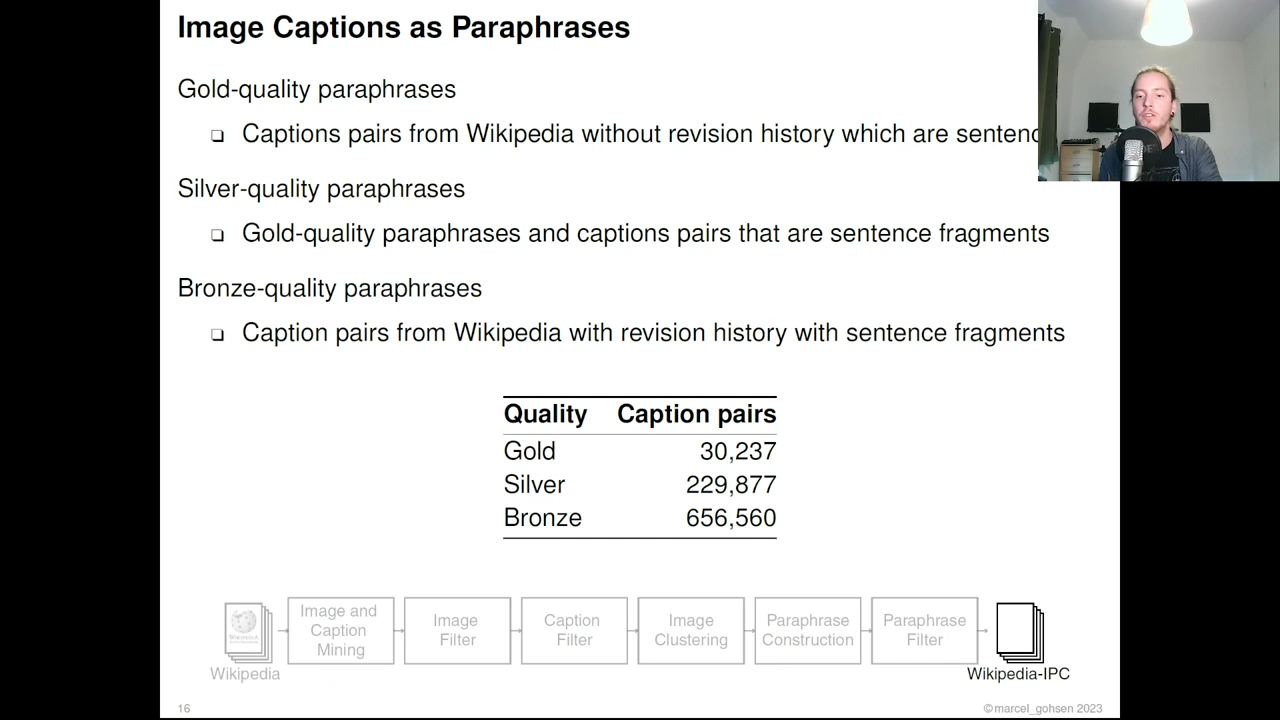 Image Captions as Paraphrases
Gold-quality paraphrases
❏ Captions pairs from Wikipedia without revision history which are sentenc
Silver-quality paraphrases
❏ Gold-quality paraphrases and captions pairs that are sentence fragments
Bronze-quality paraphrases
❏ Caption pairs from Wikipedia with revision history with sentence fragments
Quality Caption pairs
Gold 30,237
Silver 229,877
Bronze 656,560
Image and
Caption
Mining
Image
Filter
Caption
Filter
Image
Clustering
Paraphrase
Construction
Paraphrase
Filter
Wikipedia
Wikipedia-IPC
16
©marcel_gohsen 2023